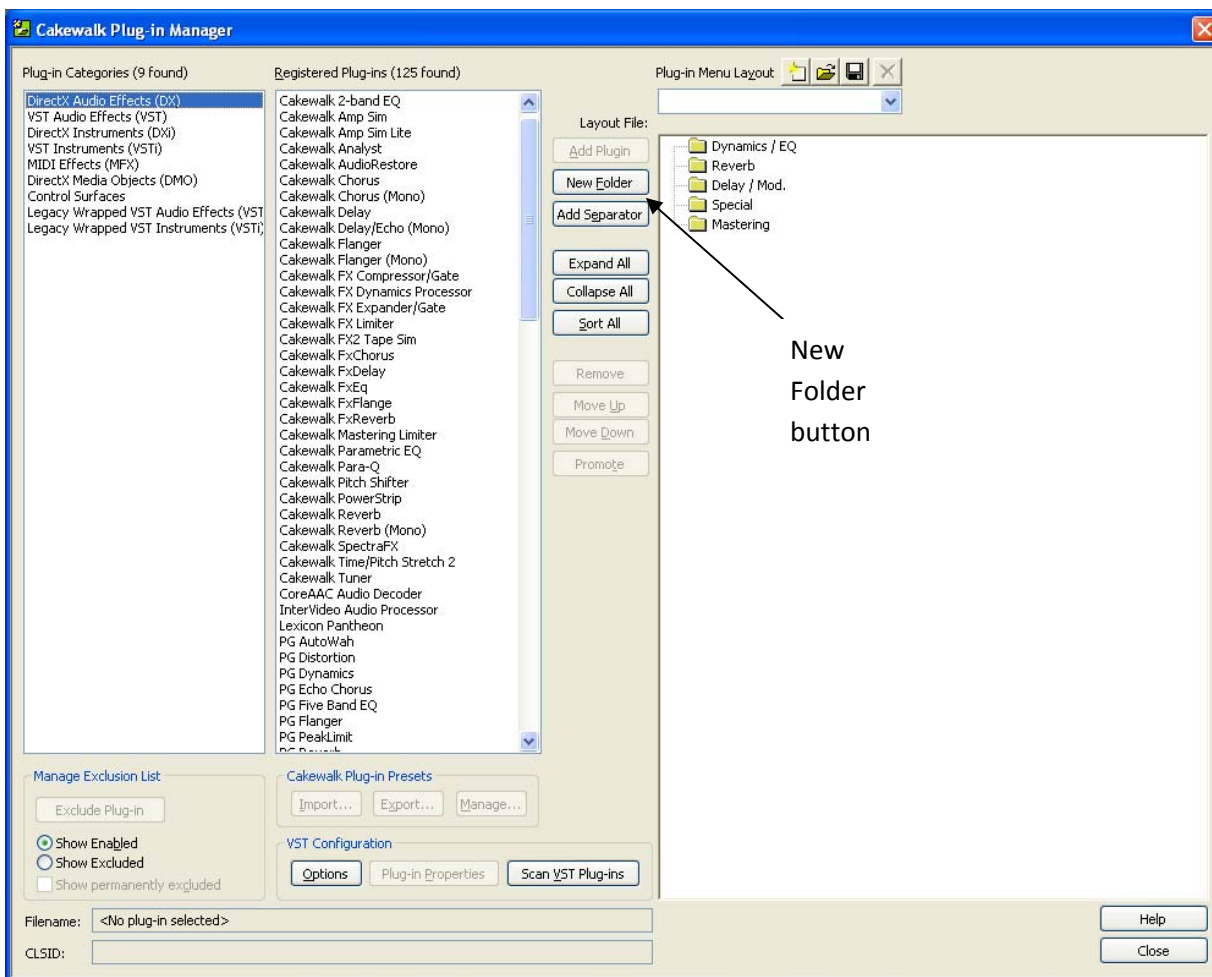 Cakewalk Plug-in Manager
Plug-in Categories (9 found)
DirectX Audio Effects (DX)
VST Audio Effects (VST)
DirectX Instruments (DXi)
VST Instruments (VSTi)
MIDI Effects (MFX)
DirectX Media Objects (DMO)
Control Surfaces
Legacy Wrapped VST Audio Effects (VST
Legacy Wrapped VST Instruments (VSTi)
Registered Plug-ins (125 found)
Cakewalk 2-band EQ
Cakewalk Amp Sim
Cakewalk Amp Sim Lite
Cakewalk Analyst
Cakewalk AudioRestore
Cakewalk Chorus
Cakewalk Chorus (Mono)
Cakewalk Delay
Cakewalk Delay/Echo (Mono)
Cakewalk Flanger
Cakewalk Flanger (Mono)
Cakewalk FX Compressor/Gate
Cakewalk FX Dynamics Processor
Cakewalk FX Expander/Gate
Cakewalk FX Limiter
Cakewalk FX2 Tape Sim
Cakewalk FxChorus
Cakewalk FxDelay
Cakewalk FxEq
Cakewalk FxFlange
Cakewalk FxReverb
Cakewalk Mastering Limiter
Cakewalk Parametric EQ
Cakewalk Para-Q
Cakewalk Pitch Shifter
Cakewalk PowerStrip
Cakewalk Reverb
Cakewalk Reverb (Mono)
Cakewalk SpectraFX
Cakewalk Time/Pitch Stretch 2
Cakewalk Tuner
CoreAAC Audio Decoder
InterVideo Audio Processor
Lexicon Pantheon
PG AutoWah
PG Distortion
PG Dynamics
PG Echo Chorus
PG Five Band EQ
PG Flanger
PG PeakLimit
Plug-in Menu Layout
Layout File:
Add Plugin
New Folder
Add Separator
Expand All
Collapse All
Sort All
Remove
Move Up
Move Down
Promote
Dynamics / EQ
Reverb
Delay / Mod.
Special
Mastering
New
Folder
button
Manage Exclusion List
Exclude Plug-in
Show Enabled
Show Excluded
Show permanently excluded
Cakewalk Plug-in Presets
Import... Export... Manage...
VST Configuration
Options Plug-in Properties Scan VST Plug-ins
Filename: <No plug-in selected>
CLSID:
Help
Close